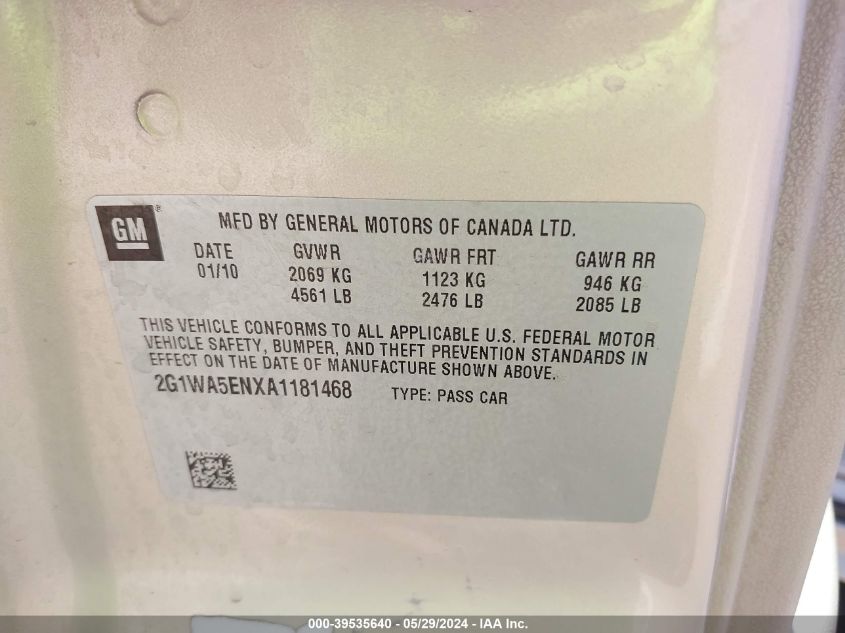 GM ®
MFD BY GENERAL MOTORS OF CANADA LTD.
DATE GVWR GAWR FRT GAWR RR
01/10 2069 KG 1123 KG 946 KG
4561 LB 2476 LB 2085 LB
THIS VEHICLE CONFORMS TO ALL APPLICABLE U.S. FEDERAL MOTOR
VEHICLE SAFETY, BUMPER, AND THEFT PREVENTION STANDARDS IN
EFFECT ON THE DATE OF MANUFACTURE SHOWN ABOVE.
2G1WA5ENXA1181468 TYPE: PASS CAR
000-39535640 - 05/29/2024 - IAA Inc.